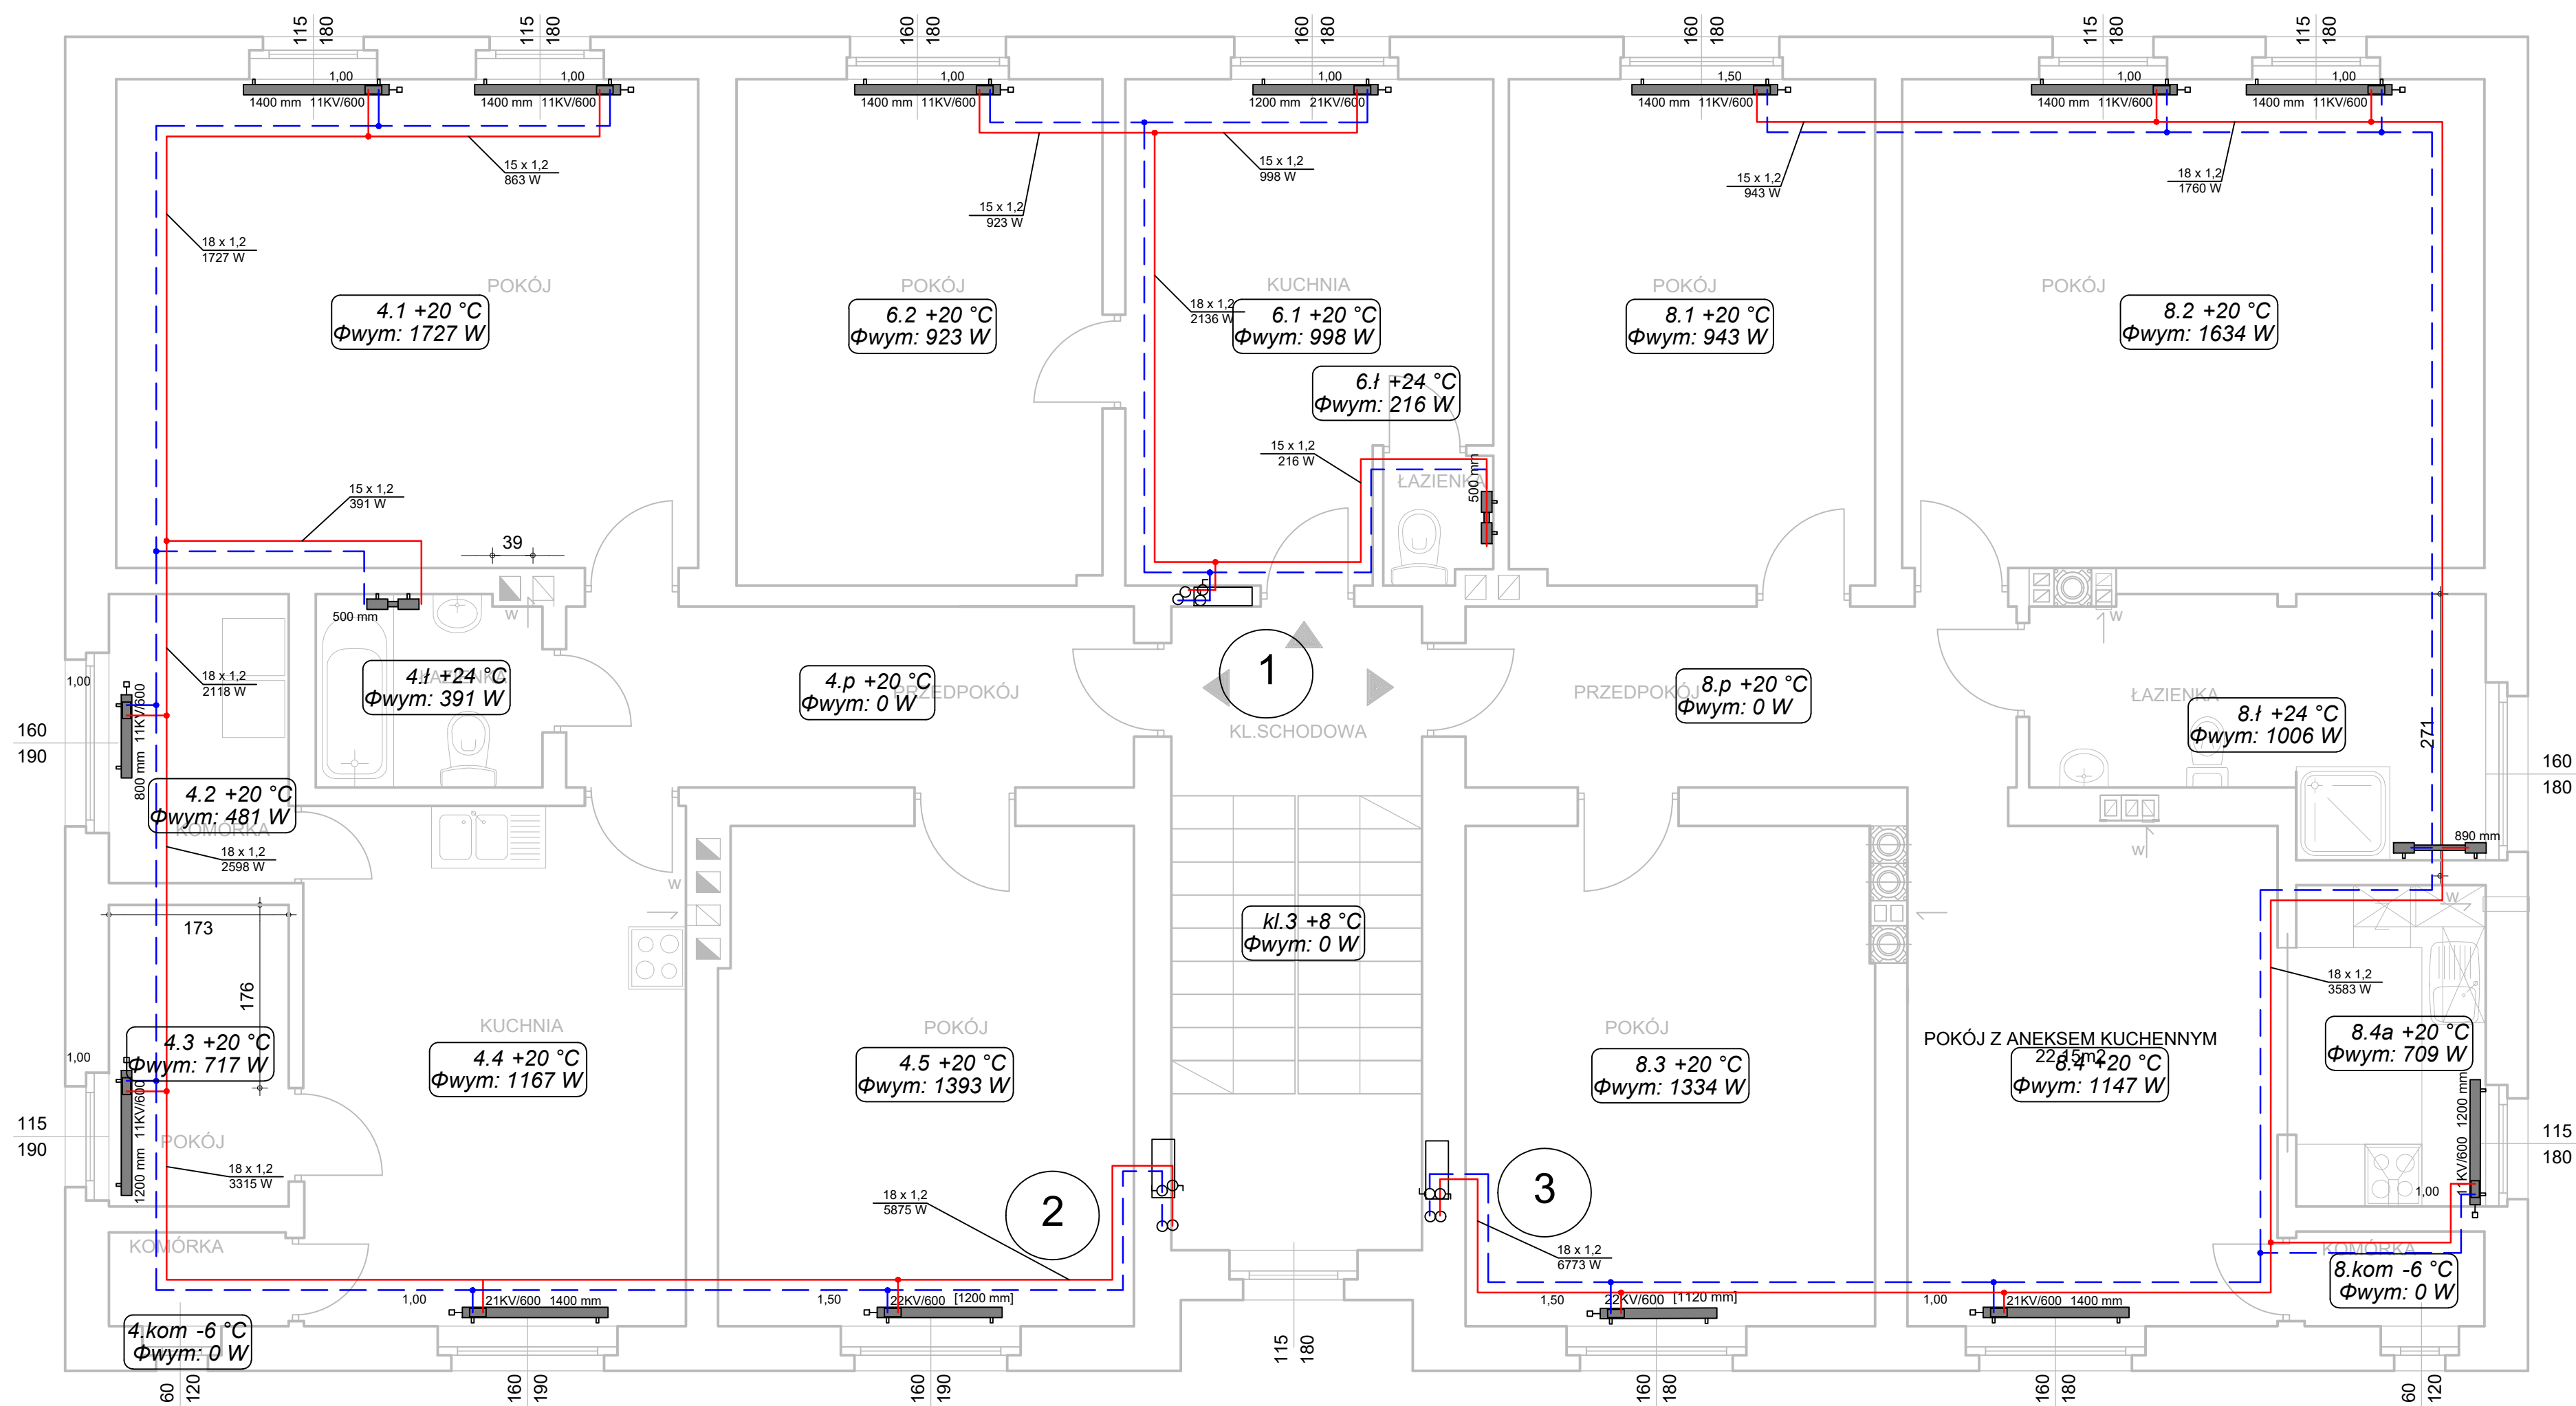 115
180
115
180
160
180
160
180
160
180
115
180
115
180
1,00
1400 mm 11KV/600
1,00
1400 mm 11KV/600
1,00
1400 mm 11KV/600
1,00
1200 mm 21KV/600
1,50
1400 mm 11KV/600
1,00
1400 mm 11KV/600
1,00
1400 mm 11KV/600
15 x 1,2
863 W
15 x 1,2
923 W
15 x 1,2
998 W
15 x 1,2
943 W
18 x 1,2
1760 W
18 x 1,2
1727 W
POKÓJ
4.1 +20 °C
Φwym: 1727 W
POKÓJ
6.2 +20 °C
Φwym: 923 W
18 x 1,2
2136 W
KUCHNIA
6.1 +20 °C
Φwym: 998 W
POKÓJ
8.1 +20 °C
Φwym: 943 W
POKÓJ
8.2 +20 °C
Φwym: 1634 W
6.ł +24 °C
Φwym: 216 W
15 x 1,2
216 W
ŁAZIENKA
500 mm
15 x 1,2
391 W
39
500 mm
W
W
18 x 1,2
2118 W
ŁAZIENKA
4.ł +24 °C
Φwym: 391 W
4.p +20 °C
Φwym: 0 W
PRZEDPOKÓJ
1
KL.SCHODOWA
PRZEDPOKÓJ
8.p +20 °C
Φwym: 0 W
ŁAZIENKA
8.ł +24 °C
Φwym: 1006 W
271
160
180
160
190
1,00
800 mm 11KV/600
4.2 +20 °C
Φwym: 481 W
KOMÓRKA
18 x 1,2
2598 W
890 mm
W
W
W
173
176
kl.3 +8 °C
Φwym: 0 W
18 x 1,2
3583 W
1,00
4.3 +20 °C
Φwym: 717 W
1200 mm 11KV/600
115
190
POKÓJ
18 x 1,2
3315 W
KUCHNIA
4.4 +20 °C
Φwym: 1167 W
POKÓJ
4.5 +20 °C
Φwym: 1393 W
POKÓJ
8.3 +20 °C
Φwym: 1334 W
POKÓJ Z ANEKSEM KUCHENNYM
22,15m2
8.4 +20 °C
Φwym: 1147 W
8.4a +20 °C
Φwym: 709 W
11KV/600 1200 mm
1,00
115
180
18 x 1,2
5875 W
2
3
18 x 1,2
6773 W
KOMÓRKA
KOMÓRKA
8.kom -6 °C
Φwym: 0 W
4.kom -6 °C
Φwym: 0 W
1,00
21KV/600 1400 mm
1,50
22KV/600 [1200 mm]
1,50
22KV/600 [1120 mm]
1,00
21KV/600 1400 mm
60
120
160
190
160
190
115
180
160
180
160
180
60
120